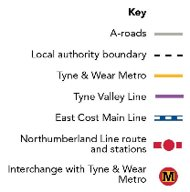 Key
A-roads
Local authority boundary
Tyne & Wear Metro
Tyne Valley Line
East Cost Main Line
Northumberland Line route
and stations
Interchange with Tyne & Wear
Metro
M